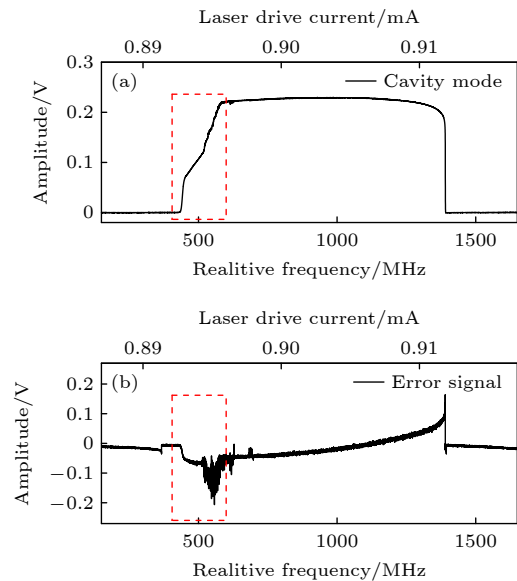 Laser drive current/mA
0.89 0.90 0.91
0.3
0.2
0.1
0
Amplitude/V
(a)
Cavity mode
500 1000 1500
Realitive frequency/MHz
Laser drive current/mA
0.89 0.90 0.91
0.2
0.1
0
−0.1
−0.2
Amplitude/V
(b)
Error signal
500 1000 1500
Realitive frequency/MHz